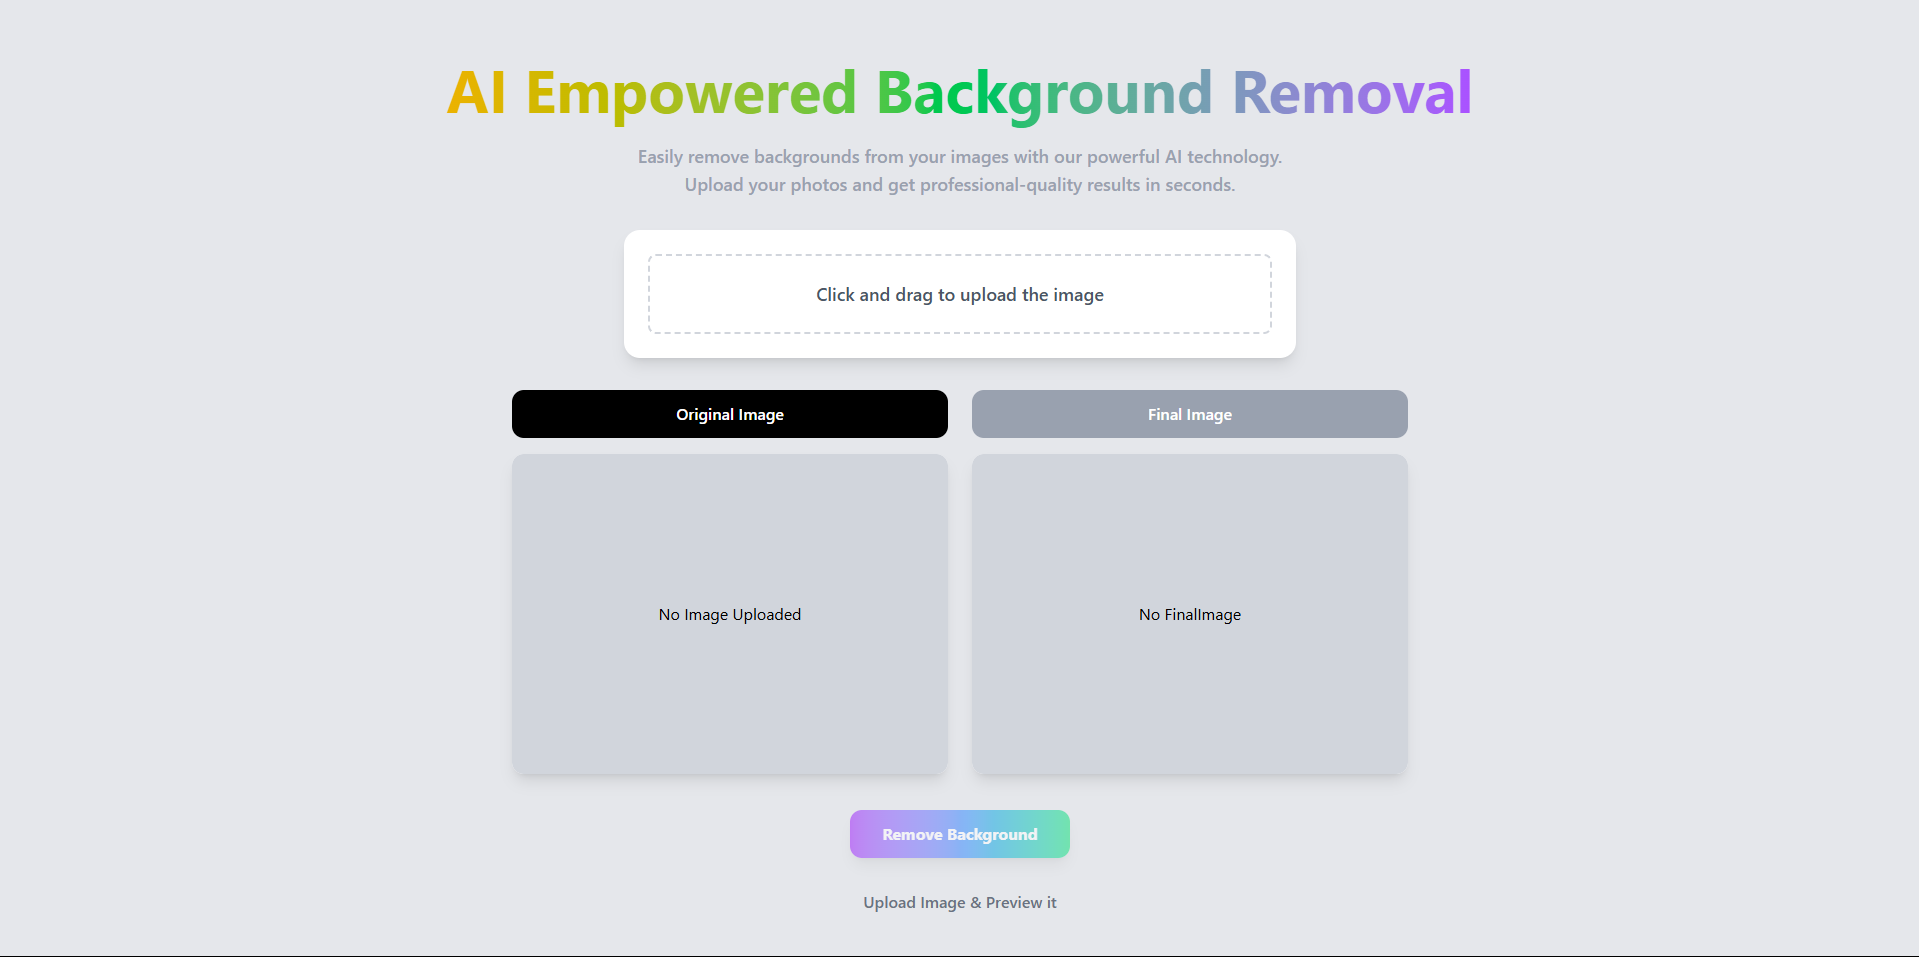 AI Empowered Background Removal
Easily remove backgrounds from your images with our powerful AI technology.
Upload your photos and get professional-quality results in seconds.
Click and drag to upload the image
Original Image
Final Image
No Image Uploaded
No FinalImage
Remove Background
Upload Image & Preview it